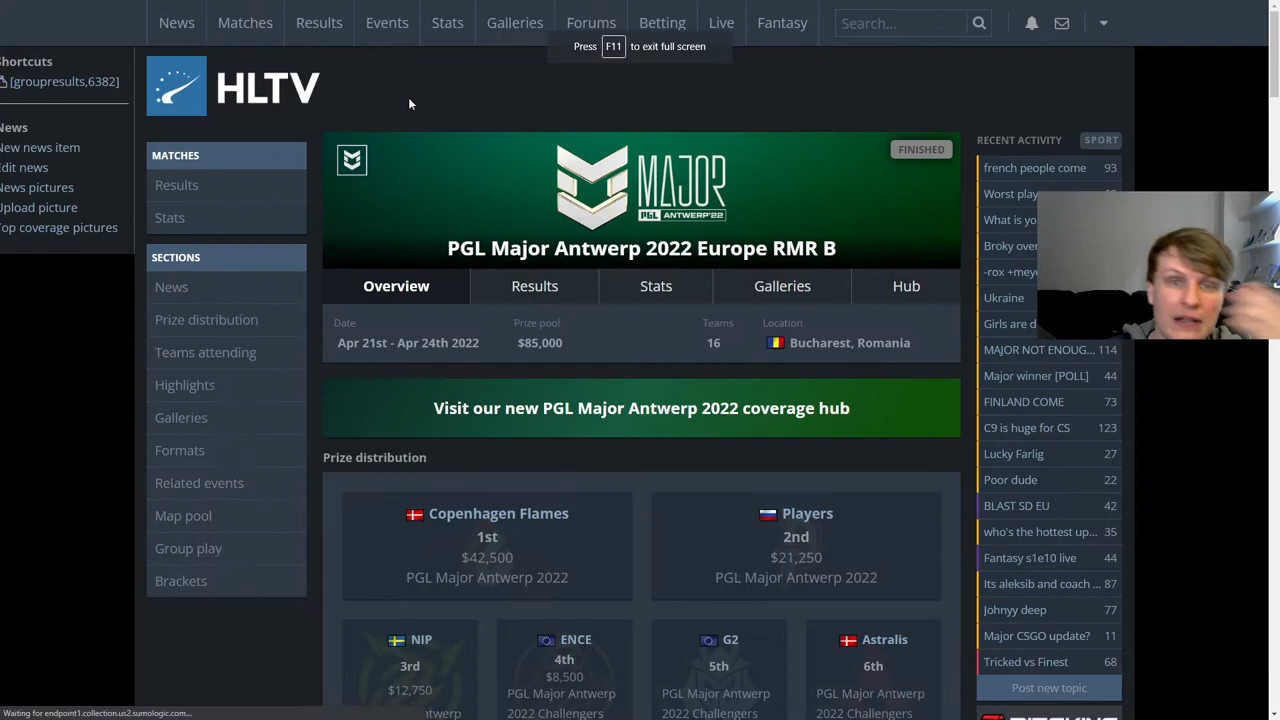 News Matches Results Events Stats Galleries Forums Betting Live Fantasy Search...
Press F11 to exit full screen
Shortcuts
[groupresults,6382]
News
New news item
Edit news
News pictures
Upload picture
Top coverage pictures
HLTV
MATCHES
Results
Stats
SECTIONS
News
Prize distribution
Teams attending
Highlights
Galleries
Formats
Related events
Map pool
Group play
Brackets
FINISHED
MAJOR
PGL ANTWERP'22
PGL Major Antwerp 2022 Europe RMR B
Overview Results Stats Galleries Hub
Date Prize pool Teams Location
Apr 21st - Apr 24th 2022 $85,000 16 Bucharest, Romania
Visit our new PGL Major Antwerp 2022 coverage hub
Prize distribution
Copenhagen Flames
1st
$42,500
PGL Major Antwerp 2022
Players
2nd
$21,250
PGL Major Antwerp 2022
NIP
3rd
$12,750
ENCE
4th
$8,500
PGL Major Antwerp
2022 Challengers
G2
5th
PGL Major Antwerp
2022 Challengers
Astralis
6th
PGL Major Antwerp
2022 Challengers
RECENT ACTIVITY SPORT
french people come 93
Worst
What is
Broky
-rox
Ukraine
Girls are
MAJOR NOT ENOUG... 114
Major winner [POLL] 44
FINLAND COME 73
C9 is huge for CS 123
Lucky Farlig 27
Poor dude 22
BLAST SD EU 42
who's the hottest up... 35
Fantasy s1e10 live 44
Its aleksib and coach ... 87
Johnyy deep 77
Major CSGO update? 11
Tricked vs Finest 68
Post new topic
Waiting for endpoint1.collection.us2.sumologic.com...